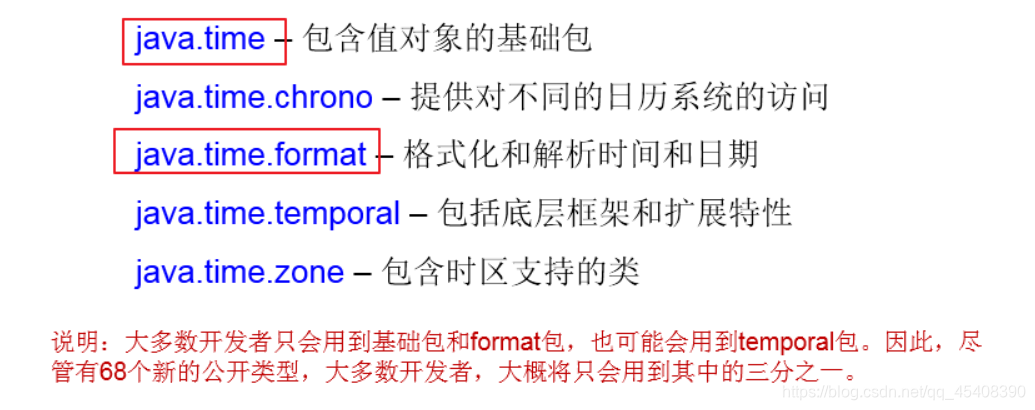 java.time – 包含值对象的基础包
java.time.chrono – 提供对不同的日历系统的访问
java.time.format – 格式化和解析时间和日期
java.time.temporal – 包括底层框架和扩展特性
java.time.zone – 包含时区支持的类
说明：大多数开发者只会用到基础包和format包，也可能会用到temporal包。因此，尽
管有68个新的公开类型，大多数开发者，大概将只会用到其中的三分之一。
https://blog.csdn.net/qq_45408390